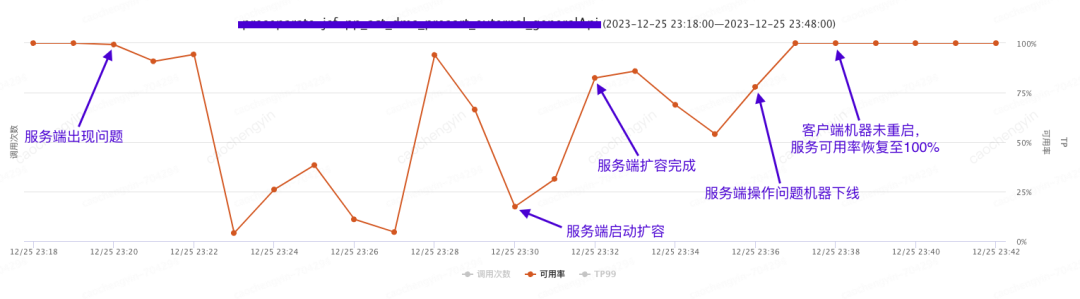 (2023-12-25 23:18:00—2023-12-25 23:48:00)
100%
75%
50%
25%
0%
调用次数
可用率
TP
服务端出现问题
服务端扩容完成
服务端启动扩容
服务端操作问题机器下线
客户端机器未重启，
服务可用率恢复至100%
12/25 23:18
12/25 23:20
12/25 23:22
12/25 23:24
12/25 23:26
12/25 23:28
12/25 23:30
12/25 23:32
12/25 23:34
12/25 23:36
12/25 23:38
12/25 23:40
12/25 23:42
调用次数 可用率 TP99
caochengyin